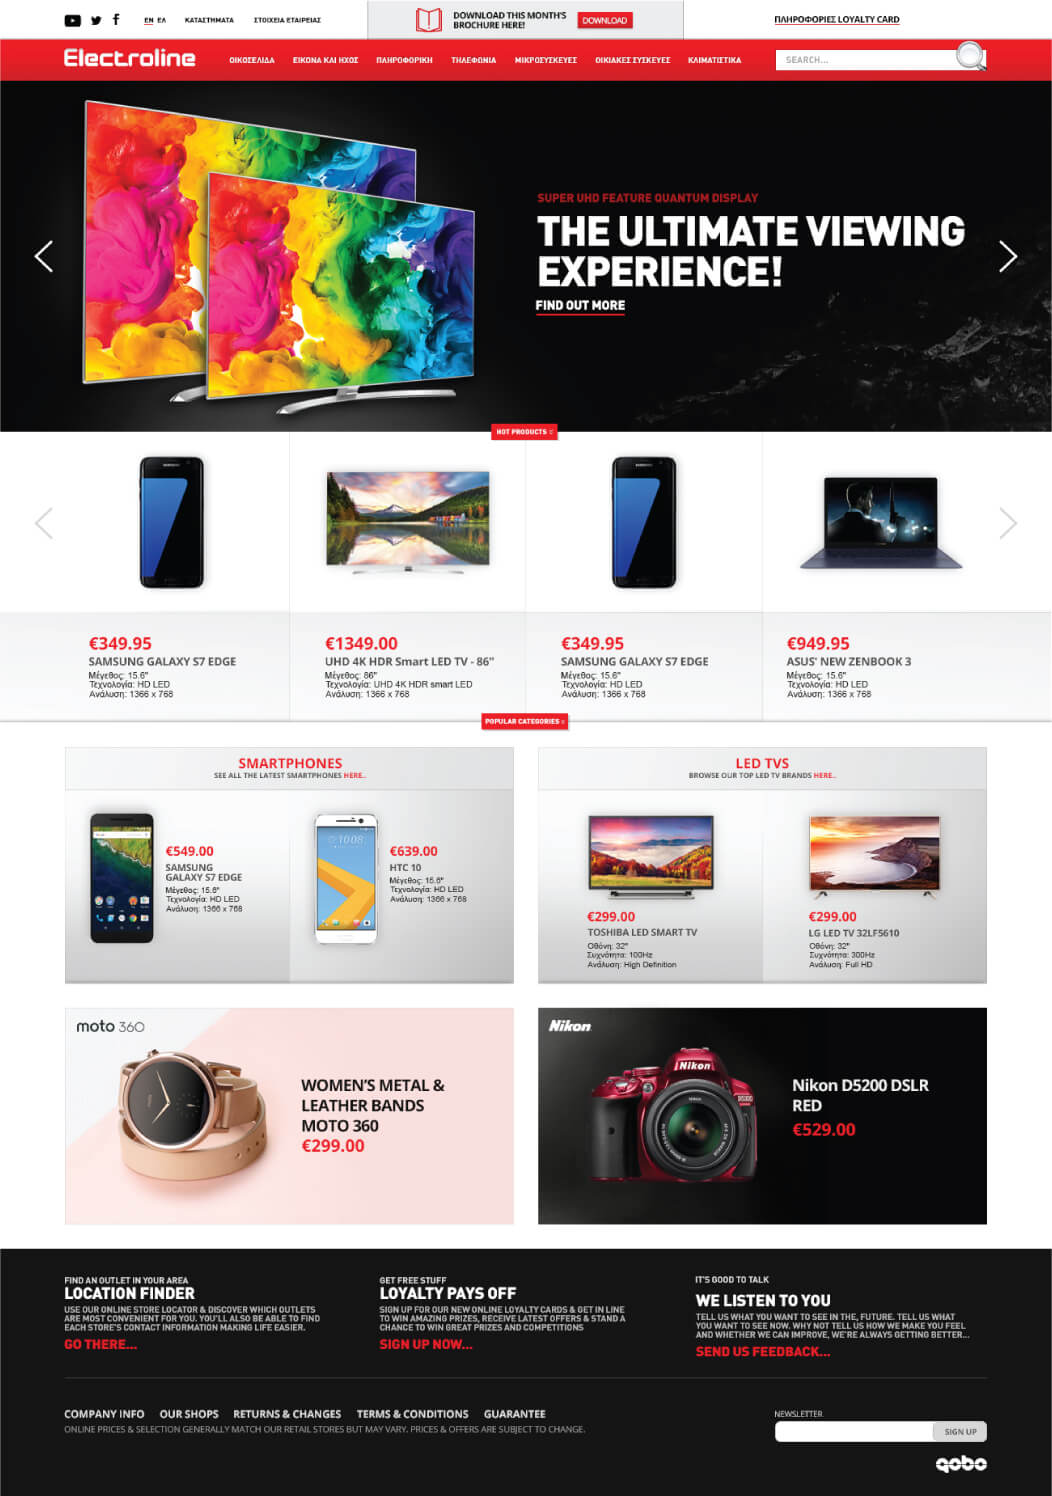 EN ΕΛ ΚΑΤΑΣΤΗΜΑΤΑ ΣΤΟΙΧΕΙΑ ΕΤΑΙΡΕΙΑΣ
DOWNLOAD THIS MONTH'S
BROCHURE HERE!
DOWNLOAD
ΠΛΗΡΟΦΟΡΙΕΣ LOYALTY CARD
Electroline
ΟΙΚΟΣΕΛΙΔΑ ΕΙΚΟΝΑ ΚΑΙ ΗΧΟΣ ΠΛΗΡΟΦΟΡΙΚΗ ΤΗΛΕΦΩΝΙΑ ΜΙΚΡΟΣΥΣΚΕΥΕΣ ΟΙΚΙΑΚΕΣ ΣΥΣΚΕΥΕΣ ΚΛΙΜΑΤΙΣΤΙΚΑ
SEARCH...
SUPER UHD FEATURE QUANTUM DISPLAY
THE ULTIMATE VIEWING
EXPERIENCE!
FIND OUT MORE
HOT PRODUCTS
SAMSUNG
SAMSUNG
€349.95
SAMSUNG GALAXY S7 EDGE
Μέγεθος: 15.6"
Τεχνολογία: HD LED
Ανάλυση: 1366 x 768
€1349.00
UHD 4K HDR Smart LED TV - 86"
Μέγεθος: 86"
Τεχνολογία: UHD 4K HDR smart LED
Ανάλυση: 1366 x 768
€349.95
SAMSUNG GALAXY S7 EDGE
Μέγεθος: 15.6"
Τεχνολογία: HD LED
Ανάλυση: 1366 x 768
€949.95
ASUS' NEW ZENBOOK 3
Μέγεθος: 15.6"
Τεχνολογία: HD LED
Ανάλυση: 1366 x 768
POPULAR CATEGORIES
SMARTPHONES
SEE ALL THE LATEST SMARTPHONES HERE..
€549.00
SAMSUNG
GALAXY S7 EDGE
Μέγεθος: 15.6"
Τεχνολογία: HD LED
Ανάλυση: 1366 x 768
10:08
€639.00
HTC 10
Μέγεθος: 15.6"
Τεχνολογία: HD LED
Ανάλυση: 1366 x 768
LED TVS
BROWSE OUR TOP LED TV BRANDS HERE..
€299.00
TOSHIBA LED SMART TV
Οθόνη: 32"
Συχνότητα: 100Hz
Ανάλυση: High Definition
€299.00
LG LED TV 32LF5610
Οθόνη: 32"
Συχνότητα: 300Hz
Ανάλυση: Full HD
moto 360
WOMEN'S METAL &
LEATHER BANDS
MOTO 360
€299.00
Nikon
Nikon
Nikon D5200 DSLR
RED
€529.00
FIND AN OUTLET IN YOUR AREA
LOCATION FINDER
USE OUR ONLINE STORE LOCATOR & DISCOVER WHICH OUTLETS
ARE MOST CONVENIENT FOR YOU. YOU'LL ALSO BE ABLE TO FIND
EACH STORE'S CONTACT INFORMATION MAKING LIFE EASIER.
GO THERE...
GET FREE STUFF
LOYALTY PAYS OFF
SIGN UP FOR OUR NEW ONLINE LOYALTY CARDS & GET IN LINE
TO WIN AMAZING PRIZES, RECEIVE LATEST OFFERS & STAND A
CHANCE TO WIN GREAT PRIZES AND COMPETITIONS
SIGN UP NOW...
IT'S GOOD TO TALK
WE LISTEN TO YOU
TELL US WHAT YOU WANT TO SEE IN THE, FUTURE. TELL US WHAT
YOU WANT TO SEE NOW. WHY NOT TELL US HOW WE MAKE YOU FEEL
AND WHETHER WE CAN IMPROVE, WE'RE ALWAYS GETTING BETTER...
SEND US FEEDBACK...
COMPANY INFO OUR SHOPS RETURNS & CHANGES TERMS & CONDITIONS GUARANTEE
ONLINE PRICES & SELECTION GENERALLY MATCH OUR RETAIL STORES BUT MAY VARY. PRICES & OFFERS ARE SUBJECT TO CHANGE.
NEWSLETTER
SIGN UP
qobo